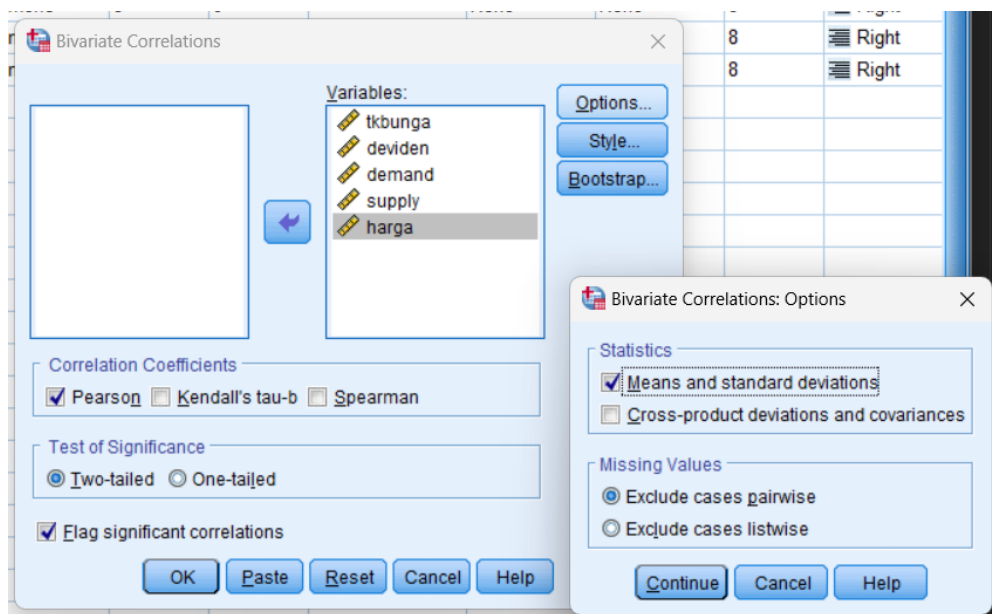 8 Right
Bivariate Correlations
8 Right
Variables:
tkbunga
deviden
demand
supply
harga
Options...
Style...
Bootstrap...
Correlation Coefficients
Pearson Kendall's tau-b Spearman
Test of Significance
Two-tailed One-tailed
Flag significant correlations
OK Paste Reset Cancel Help
Bivariate Correlations: Options
Statistics
Means and standard deviations
Cross-product deviations and covariances
Missing Values
Exclude cases pairwise
Exclude cases listwise
Continue Cancel Help